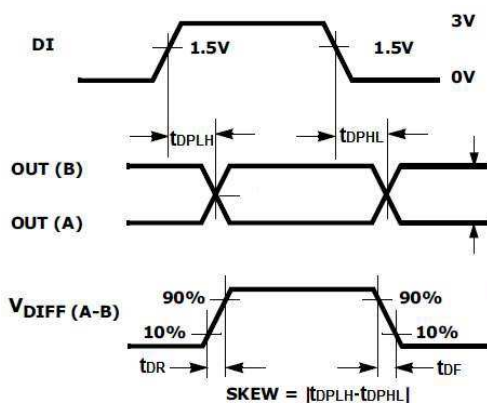 3V
DI
1.5V
1.5V
0V
tDPLH
tDPHL
OUT (B)
OUT (A)
90%
90%
VDIFF (A-B)
10%
10%
tDR
tDF
SKEW = |tDPLH-tDPHL|